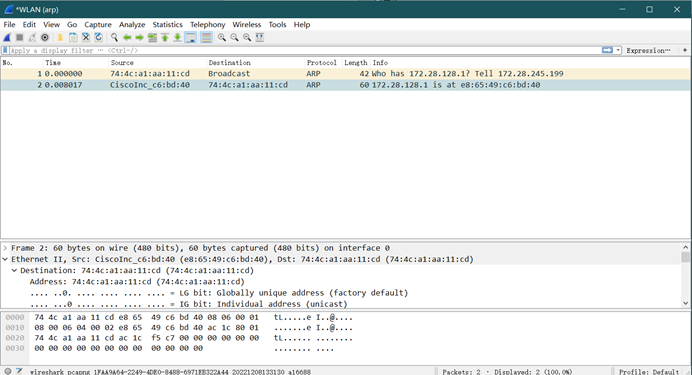 *WLAN (arp)
File Edit View Go Capture Analyze Statistics Telephony Wireless Tools Help
Apply a display filter … <Ctrl-/>
Expression…
No. Time Source Destination Protocol Length Info
1 0.000000 74:4c:a1:aa:11:cd Broadcast ARP 42 Who has 172.28.128.1? Tell 172.28.245.199
2 0.008017 CiscoInc_c6:bd:40 74:4c:a1:aa:11:cd ARP 60 172.28.128.1 is at e8:65:49:c6:bd:40
Frame 2: 60 bytes on wire (480 bits), 60 bytes captured (480 bits) on interface 0
Ethernet II, Src: CiscoInc_c6:bd:40 (e8:65:49:c6:bd:40), Dst: 74:4c:a1:aa:11:cd (74:4c:a1:aa:11:cd)
Destination: 74:4c:a1:aa:11:cd (74:4c:a1:aa:11:cd)
Address: 74:4c:a1:aa:11:cd (74:4c:a1:aa:11:cd)
.... ..0. .... .... .... .... = LG bit: Globally unique address (factory default)
.... ...0 .... .... .... .... = IG bit: Individual address (unicast)
0000 74 4c a1 aa 11 cd e8 65 49 c6 bd 40 08 06 00 01 tL.....e I..@....
0010 08 00 06 04 00 02 e8 65 49 c6 bd 40 ac 1c 80 01 .......e I..@....
0020 74 4c a1 aa 11 cd ac 1c f5 c7 00 00 00 00 00 00 tL...... ........
0030 00 00 00 00 00 00 00 00 00 00 00 00 ........ ....
wireshark_pcapng_1FAA9A64-2249-4DE0-8488-6971EB322A44_20221208133130_a16688
Packets: 2 · Displayed: 2 (100.0%)
Profile: Default